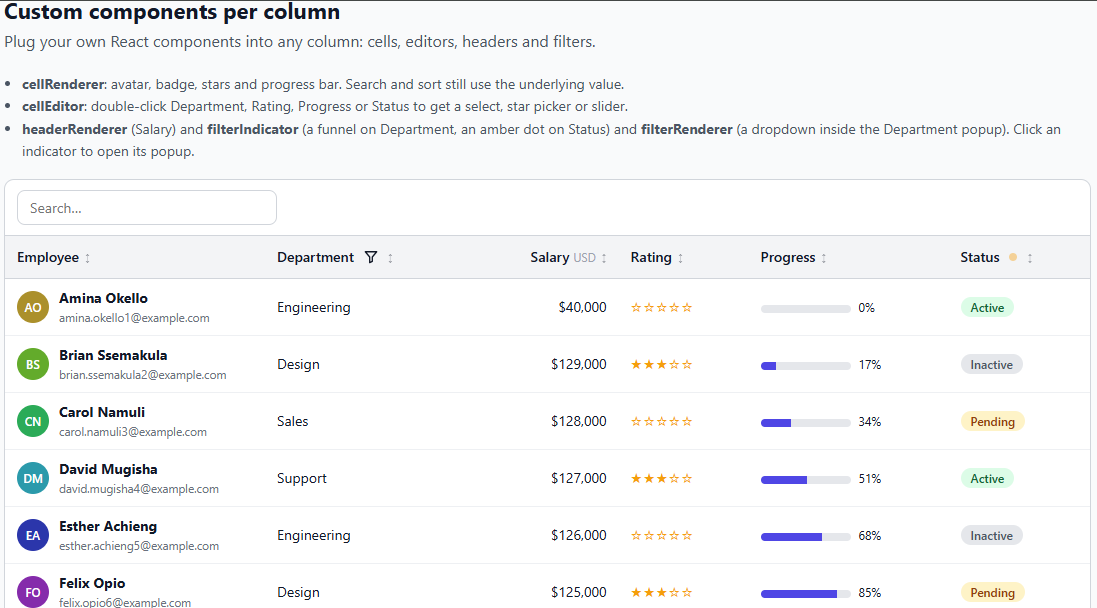 Custom components per column
Plug your own React components into any column: cells, editors, headers and filters.
• cellRenderer: avatar, badge, stars and progress bar. Search and sort still use the underlying value.
• cellEditor: double-click Department, Rating, Progress or Status to get a select, star picker or slider.
• headerRenderer (Salary) and filterIndicator (a funnel on Department, an amber dot on Status) and filterRenderer (a dropdown inside the Department popup). Click an
indicator to open its popup.
Search...
Employee ↕ Department ↕ Salary USD ↕ Rating ↕ Progress ↕ Status ↕
AO Amina Okello Engineering $40,000 ☆☆☆☆☆ 0% Active
amina.okello1@example.com
BS Brian Ssemakula Design $129,000 ★★★☆☆ 17% Inactive
brian.ssemakula2@example.com
CN Carol Namuli Sales $128,000 ☆☆☆☆☆ 34% Pending
carol.namuli3@example.com
DM David Mugisha Support $127,000 ★★★☆☆ 51% Active
david.mugisha4@example.com
EA Esther Achieng Engineering $126,000 ☆☆☆☆☆ 68% Inactive
esther.achieng5@example.com
FO Felix Opio Design $125,000 ★★★☆☆ 85% Pending
felix.opio6@example.com